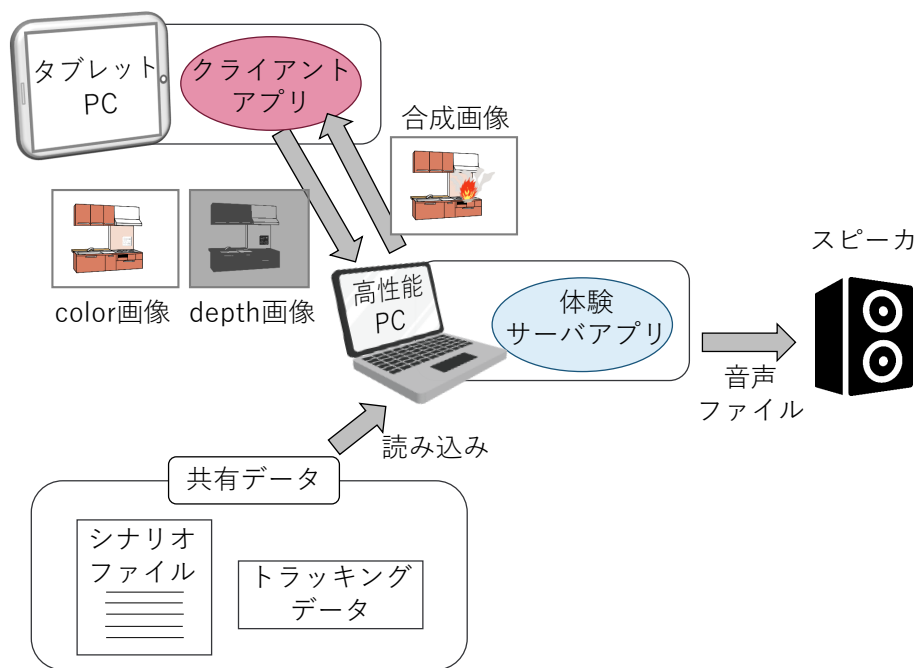 タブレット
PC
クライアント
アプリ
合成画像
color画像
depth画像
高性能
PC
体験
サーバアプリ
スピーカ
音声
ファイル
読み込み
共有データ
シナリオ
ファイル
トラッキング
データ